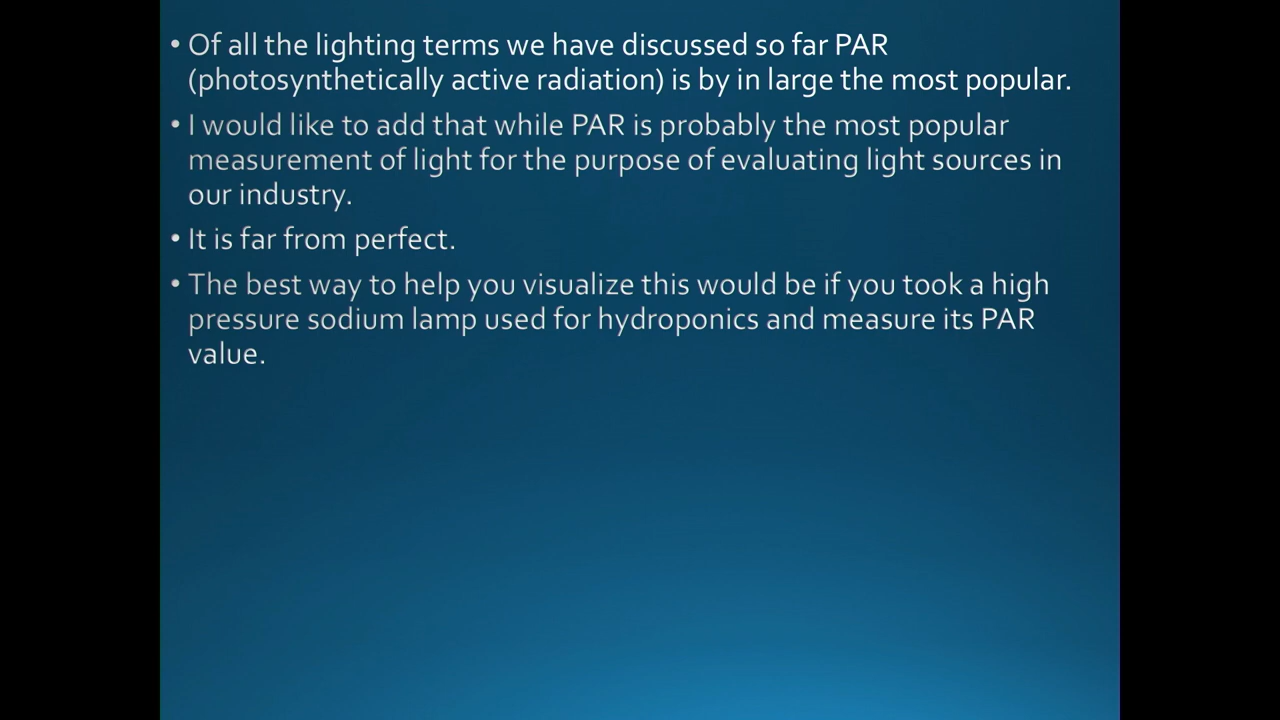 • Of all the lighting terms we have discussed so far PAR
(photosynthetically active radiation) is by in large the most popular.
• I would like to add that while PAR is probably the most popular
measurement of light for the purpose of evaluating light sources in
our industry.
• It is far from perfect.
• The best way to help you visualize this would be if you took a high
pressure sodium lamp used for hydroponics and measure its PAR
value.